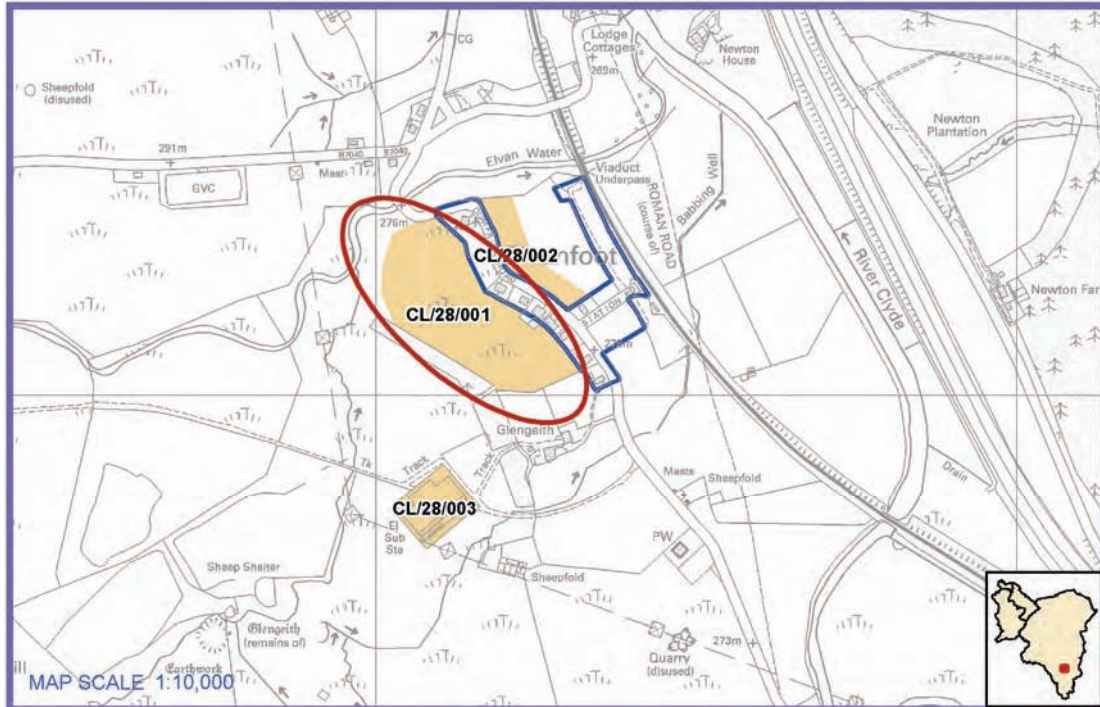 Sheepfold
(disused)
CG
Lodge
Cottages
269m
Newton
House
Newton
Plantation
291m
B7040
B7040
Mast
Elvan Water
Viaduct
Underpass
ROMAN ROAD
(course of)
Babbing Well
276m
CL/28/002
nfoot
River Clyde
Newton Far
CL/28/001
STATION
Glengeith
Track
Track
Tk
Masts
Sheepfold
Drain
CL/28/003
El
Sub
Sta
PW
Sheep Shelter
Sheepfold
Glengeith
(remains of)
Earthwork
273m
Quarry
(disused)
MAP SCALE 1:10,000